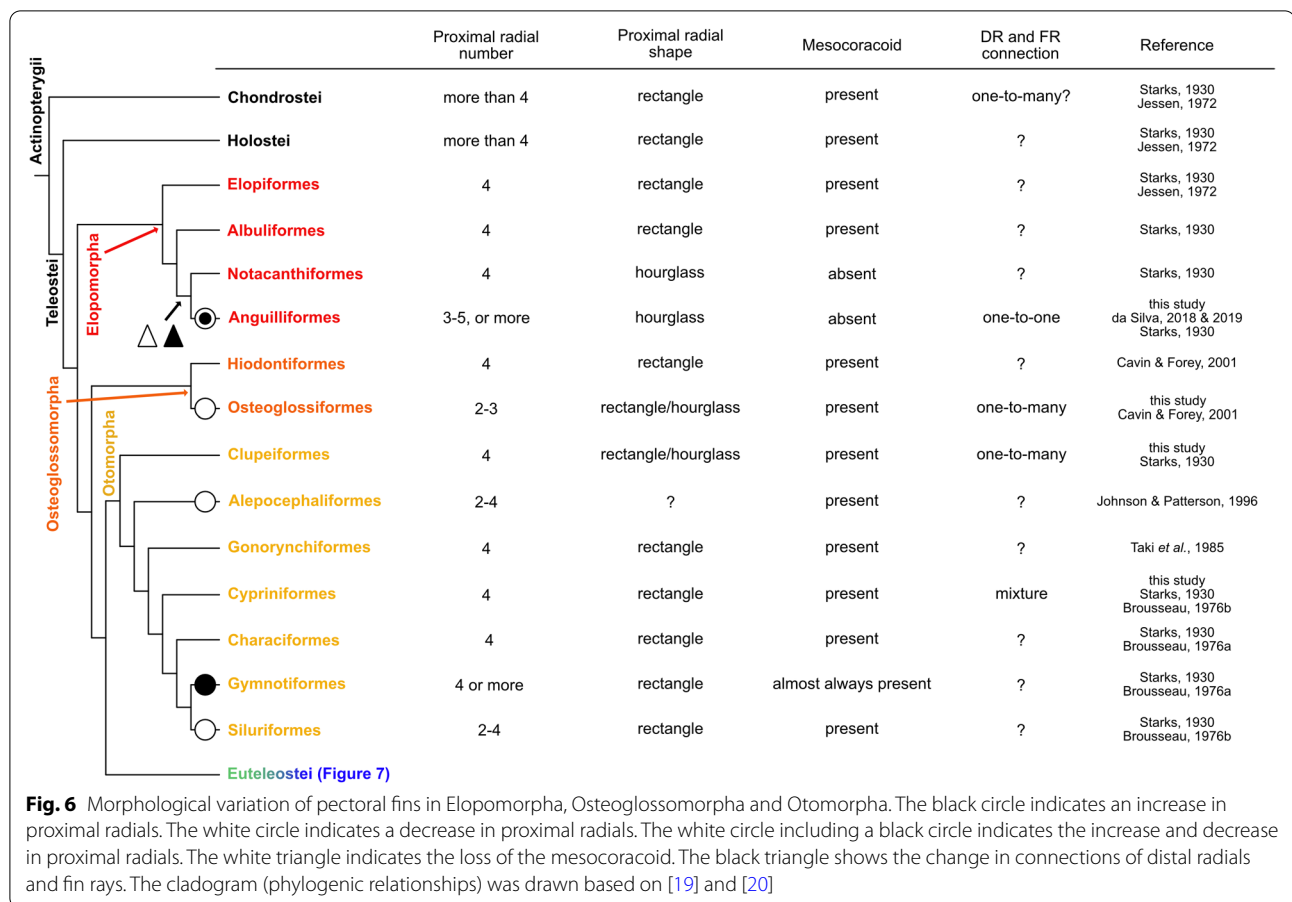 Proximal radial number Proximal radial shape Mesocoracoid DR and FR connection Reference
Actinopterygii
Teleostei
Elopomorpha
Osteoglossomorpha
Otomorpha
Chondrostei more than 4 rectangle present one-to-many? Starks, 1930 Jessen, 1972
Holostei more than 4 rectangle present ? Starks, 1930 Jessen, 1972
Elopiformes 4 rectangle present ? Starks, 1930 Jessen, 1972
Albuliformes 4 rectangle present ? Starks, 1930
Notacanthiformes 4 hourglass absent ? Starks, 1930
Anguilliformes 3-5, or more hourglass absent one-to-one this study da Silva, 2018 & 2019 Starks, 1930
Hiodontiformes 4 rectangle present ? Cavin & Forey, 2001
Osteoglossiformes 2-3 rectangle/hourglass present one-to-many this study Cavin & Forey, 2001
Clupeiformes 4 rectangle/hourglass present one-to-many this study Starks, 1930
Alepocephaliformes 2-4 ? present ? Johnson & Patterson, 1996
Gonorynchiformes 4 rectangle present ? Taki et al., 1985
Cypriniformes 4 rectangle present mixture this study Starks, 1930 Brousseau, 1976b
Characiformes 4 rectangle present ? Starks, 1930 Brousseau, 1976a
Gymnotiformes 4 or more rectangle almost always present ? Starks, 1930 Brousseau, 1976a
Siluriformes 2-4 rectangle present ? Starks, 1930 Brousseau, 1976b
Euteleostei (Figure 7)
Fig. 6 Morphological variation of pectoral fins in Elopomorpha, Osteoglossomorpha and Otomorpha. The black circle indicates an increase in
proximal radials. The white circle indicates a decrease in proximal radials. The white circle including a black circle indicates the increase and decrease
in proximal radials. The white triangle indicates the loss of the mesocoracoid. The black triangle shows the change in connections of distal radials
and fin rays. The cladogram (phylogenic relationships) was drawn based on [19] and [20]